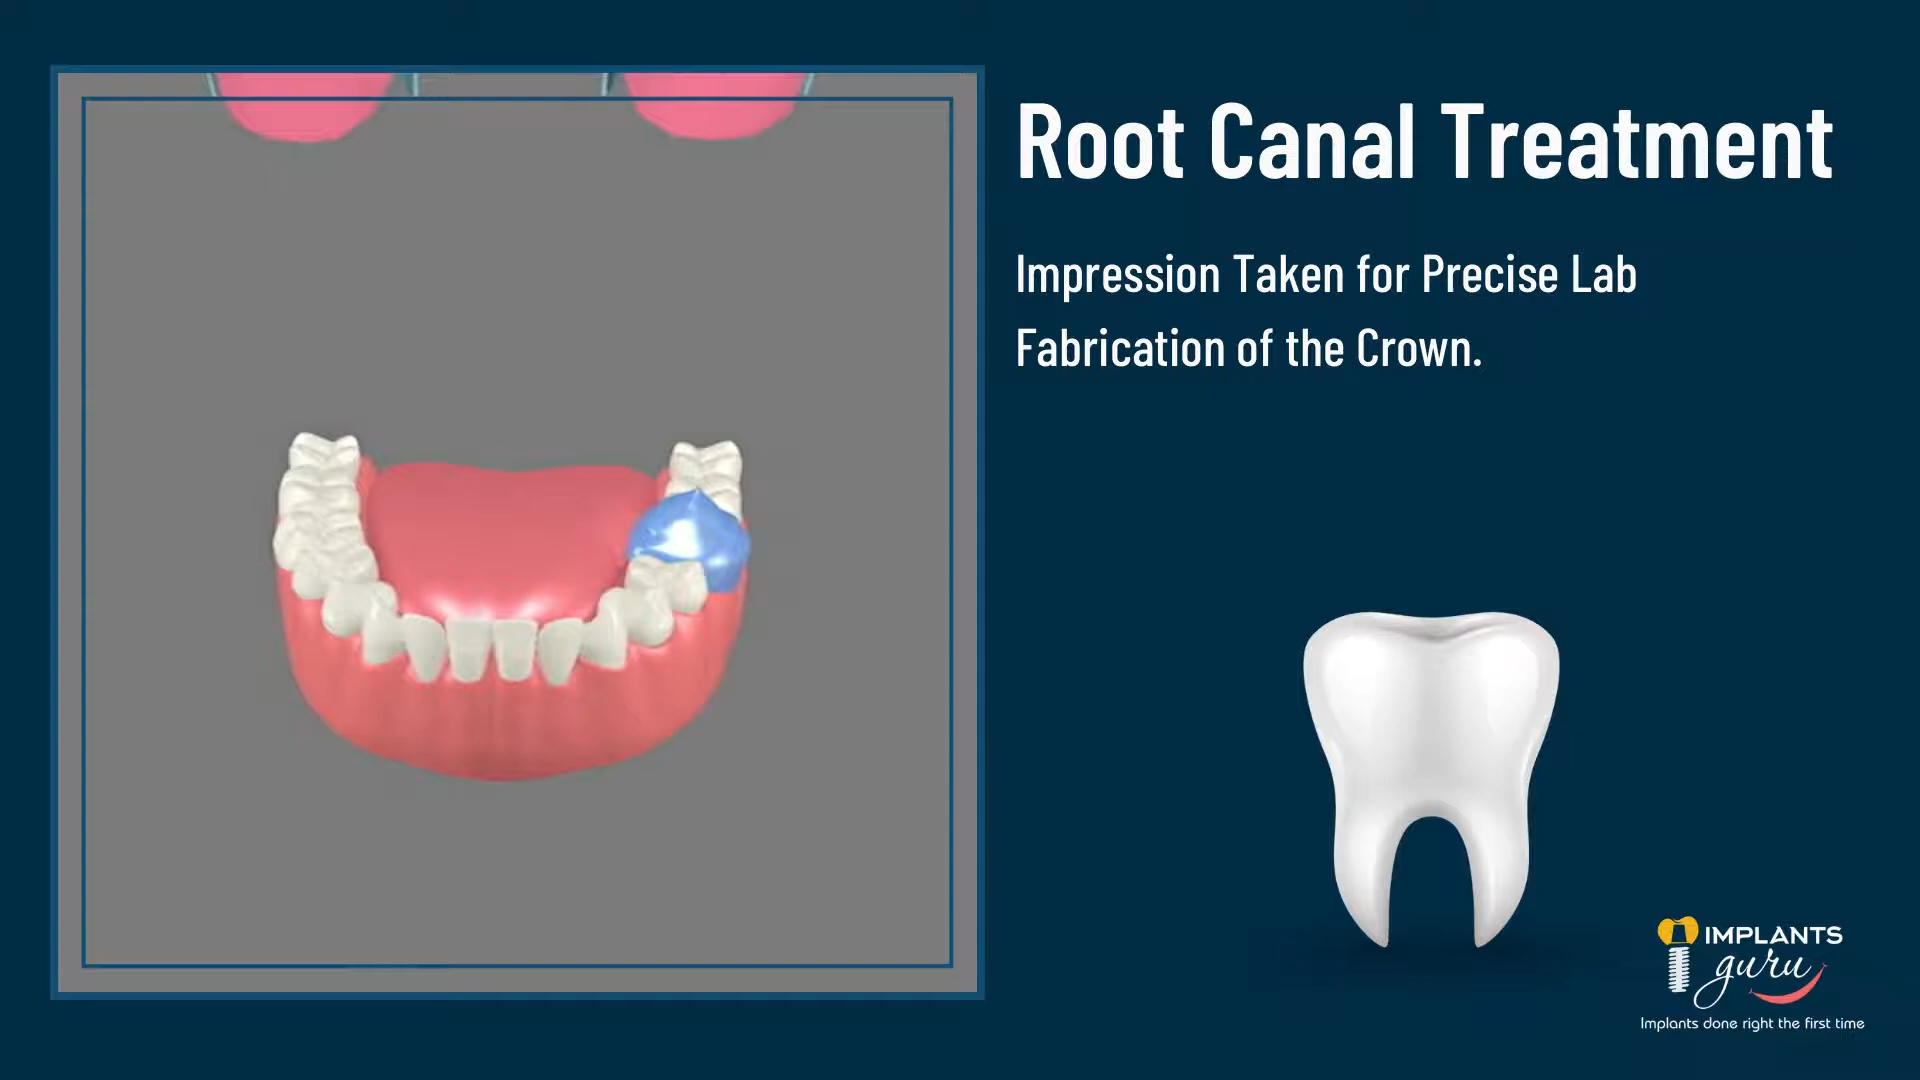 Root Canal Treatment
Impression Taken for Precise Lab
Fabrication of the Crown.
IMPLANTS
guru
Implants done right the first time